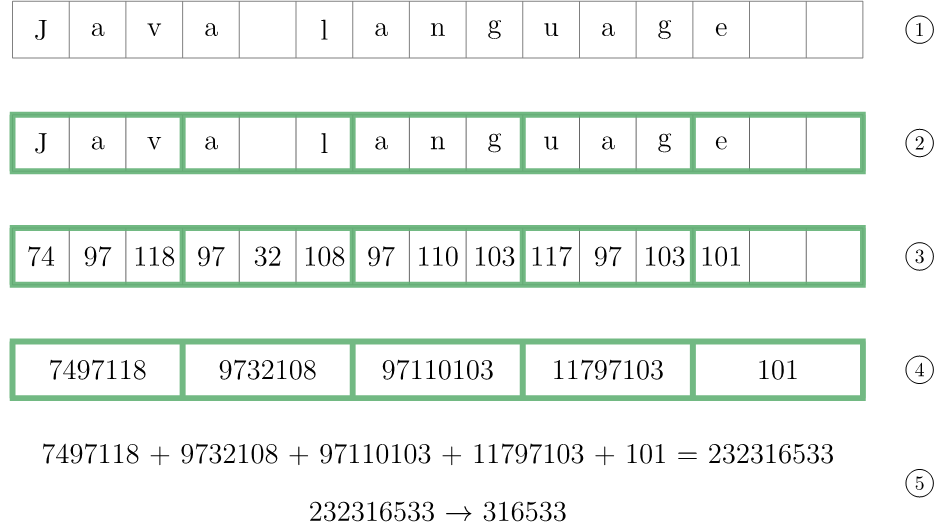 J a v a l a n g u a g e ①
J a v a l a n g u a g e ②
74 97 118 97 32 108 97 110 103 117 97 103 101 ③
7497118 9732108 97110103 11797103 101 ④
7497118 + 9732108 + 97110103 + 11797103 + 101 = 232316533
⑤
232316533 → 316533